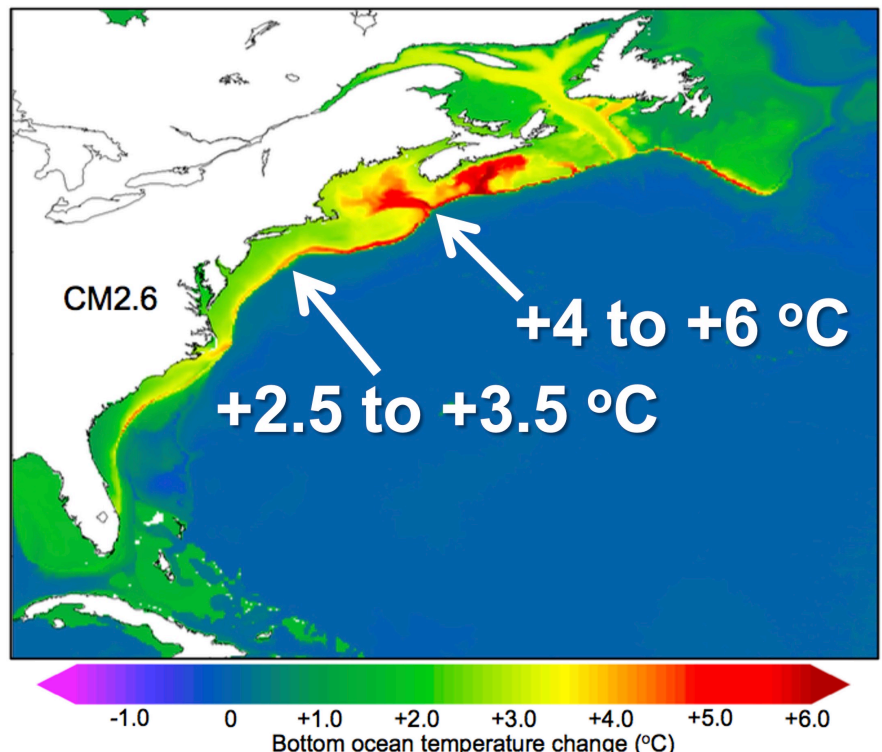 CM2.6
+4 to +6 ºC
+2.5 to +3.5 ºC
-1.0 0 +1.0 +2.0 +3.0 +4.0 +5.0 +6.0
Bottom ocean temperature change (ºC)